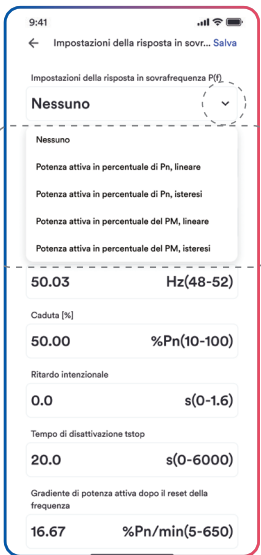 9:41
Impostazioni della risposta in sovr... Salva
Impostazioni della risposta in sovrafrequenza P(f)
Nessuno
Nessuno
Potenza attiva in percentuale di Pn, lineare
Potenza attiva in percentuale di Pn, isteresi
Potenza attiva in percentuale del PM, lineare
Potenza attiva in percentuale del PM, isteresi
50.03 Hz(48-52)
Caduta [%]
50.00 %Pn(10-100)
Ritardo intenzionale
0.0 s(0-1.6)
Tempo di disattivazione tstop
20.0 s(0-6000)
Gradiente di potenza attiva dopo il reset della
frequenza
16.67 %Pn/min(5-650)